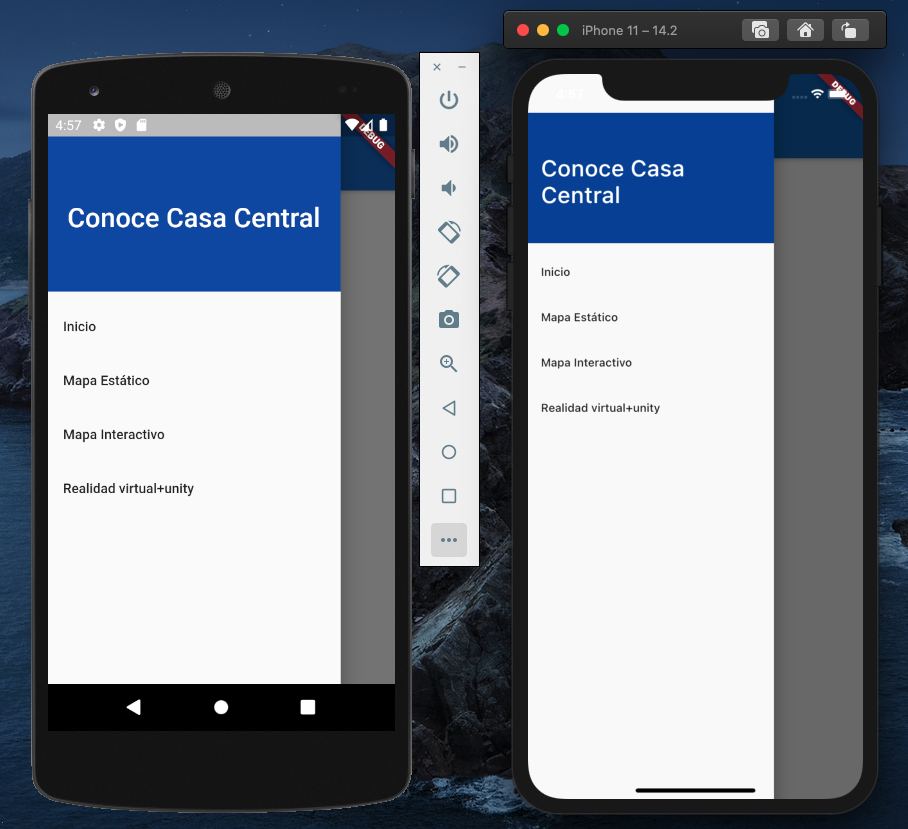 iPhone 11 – 14.2
4:57
DEBUG
Conoce Casa Central
Inicio
Mapa Estático
Mapa Interactivo
Realidad virtual+unity
4:57
DEBUG
Conoce Casa
Central
Inicio
Mapa Estático
Mapa Interactivo
Realidad virtual+unity